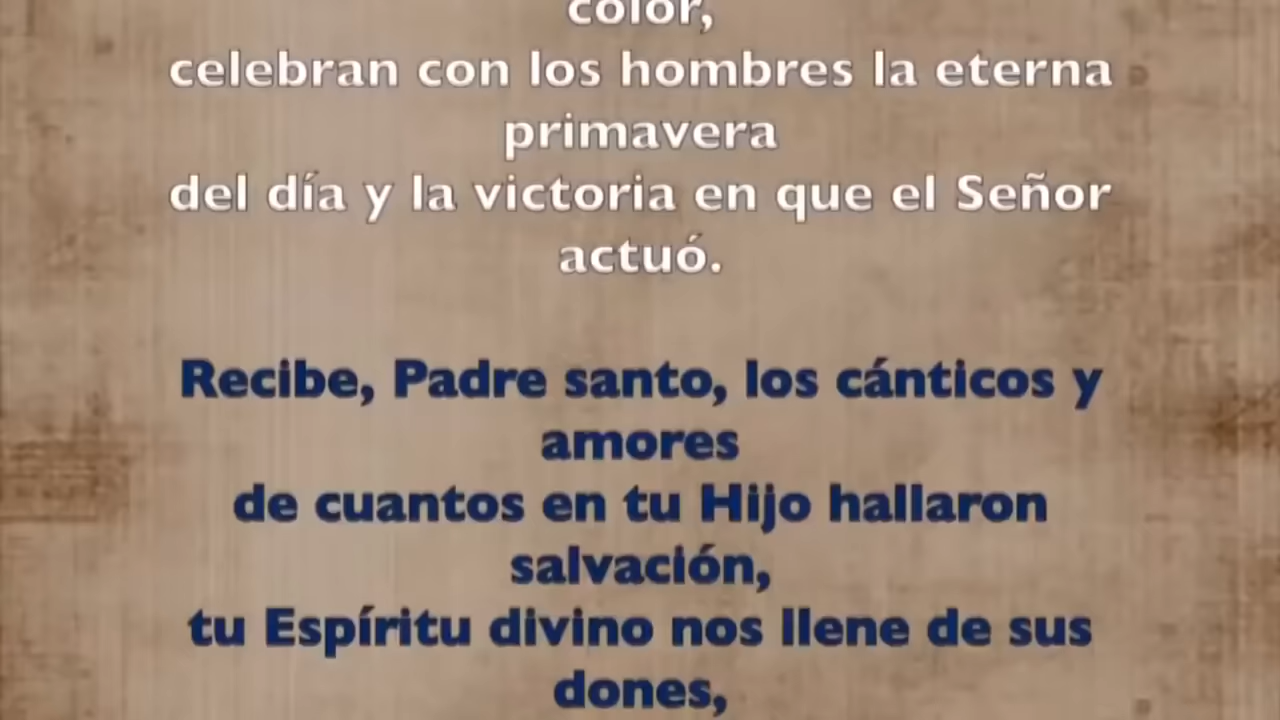 color,
celebran con los hombres la eterna
primavera
del día y la victoria en que el Señor
actuó.
Recibe, Padre santo, los cánticos y
amores
de cuantos en tu Hijo hallaron
salvación,
tu Espíritu divino nos llene de sus
dones,